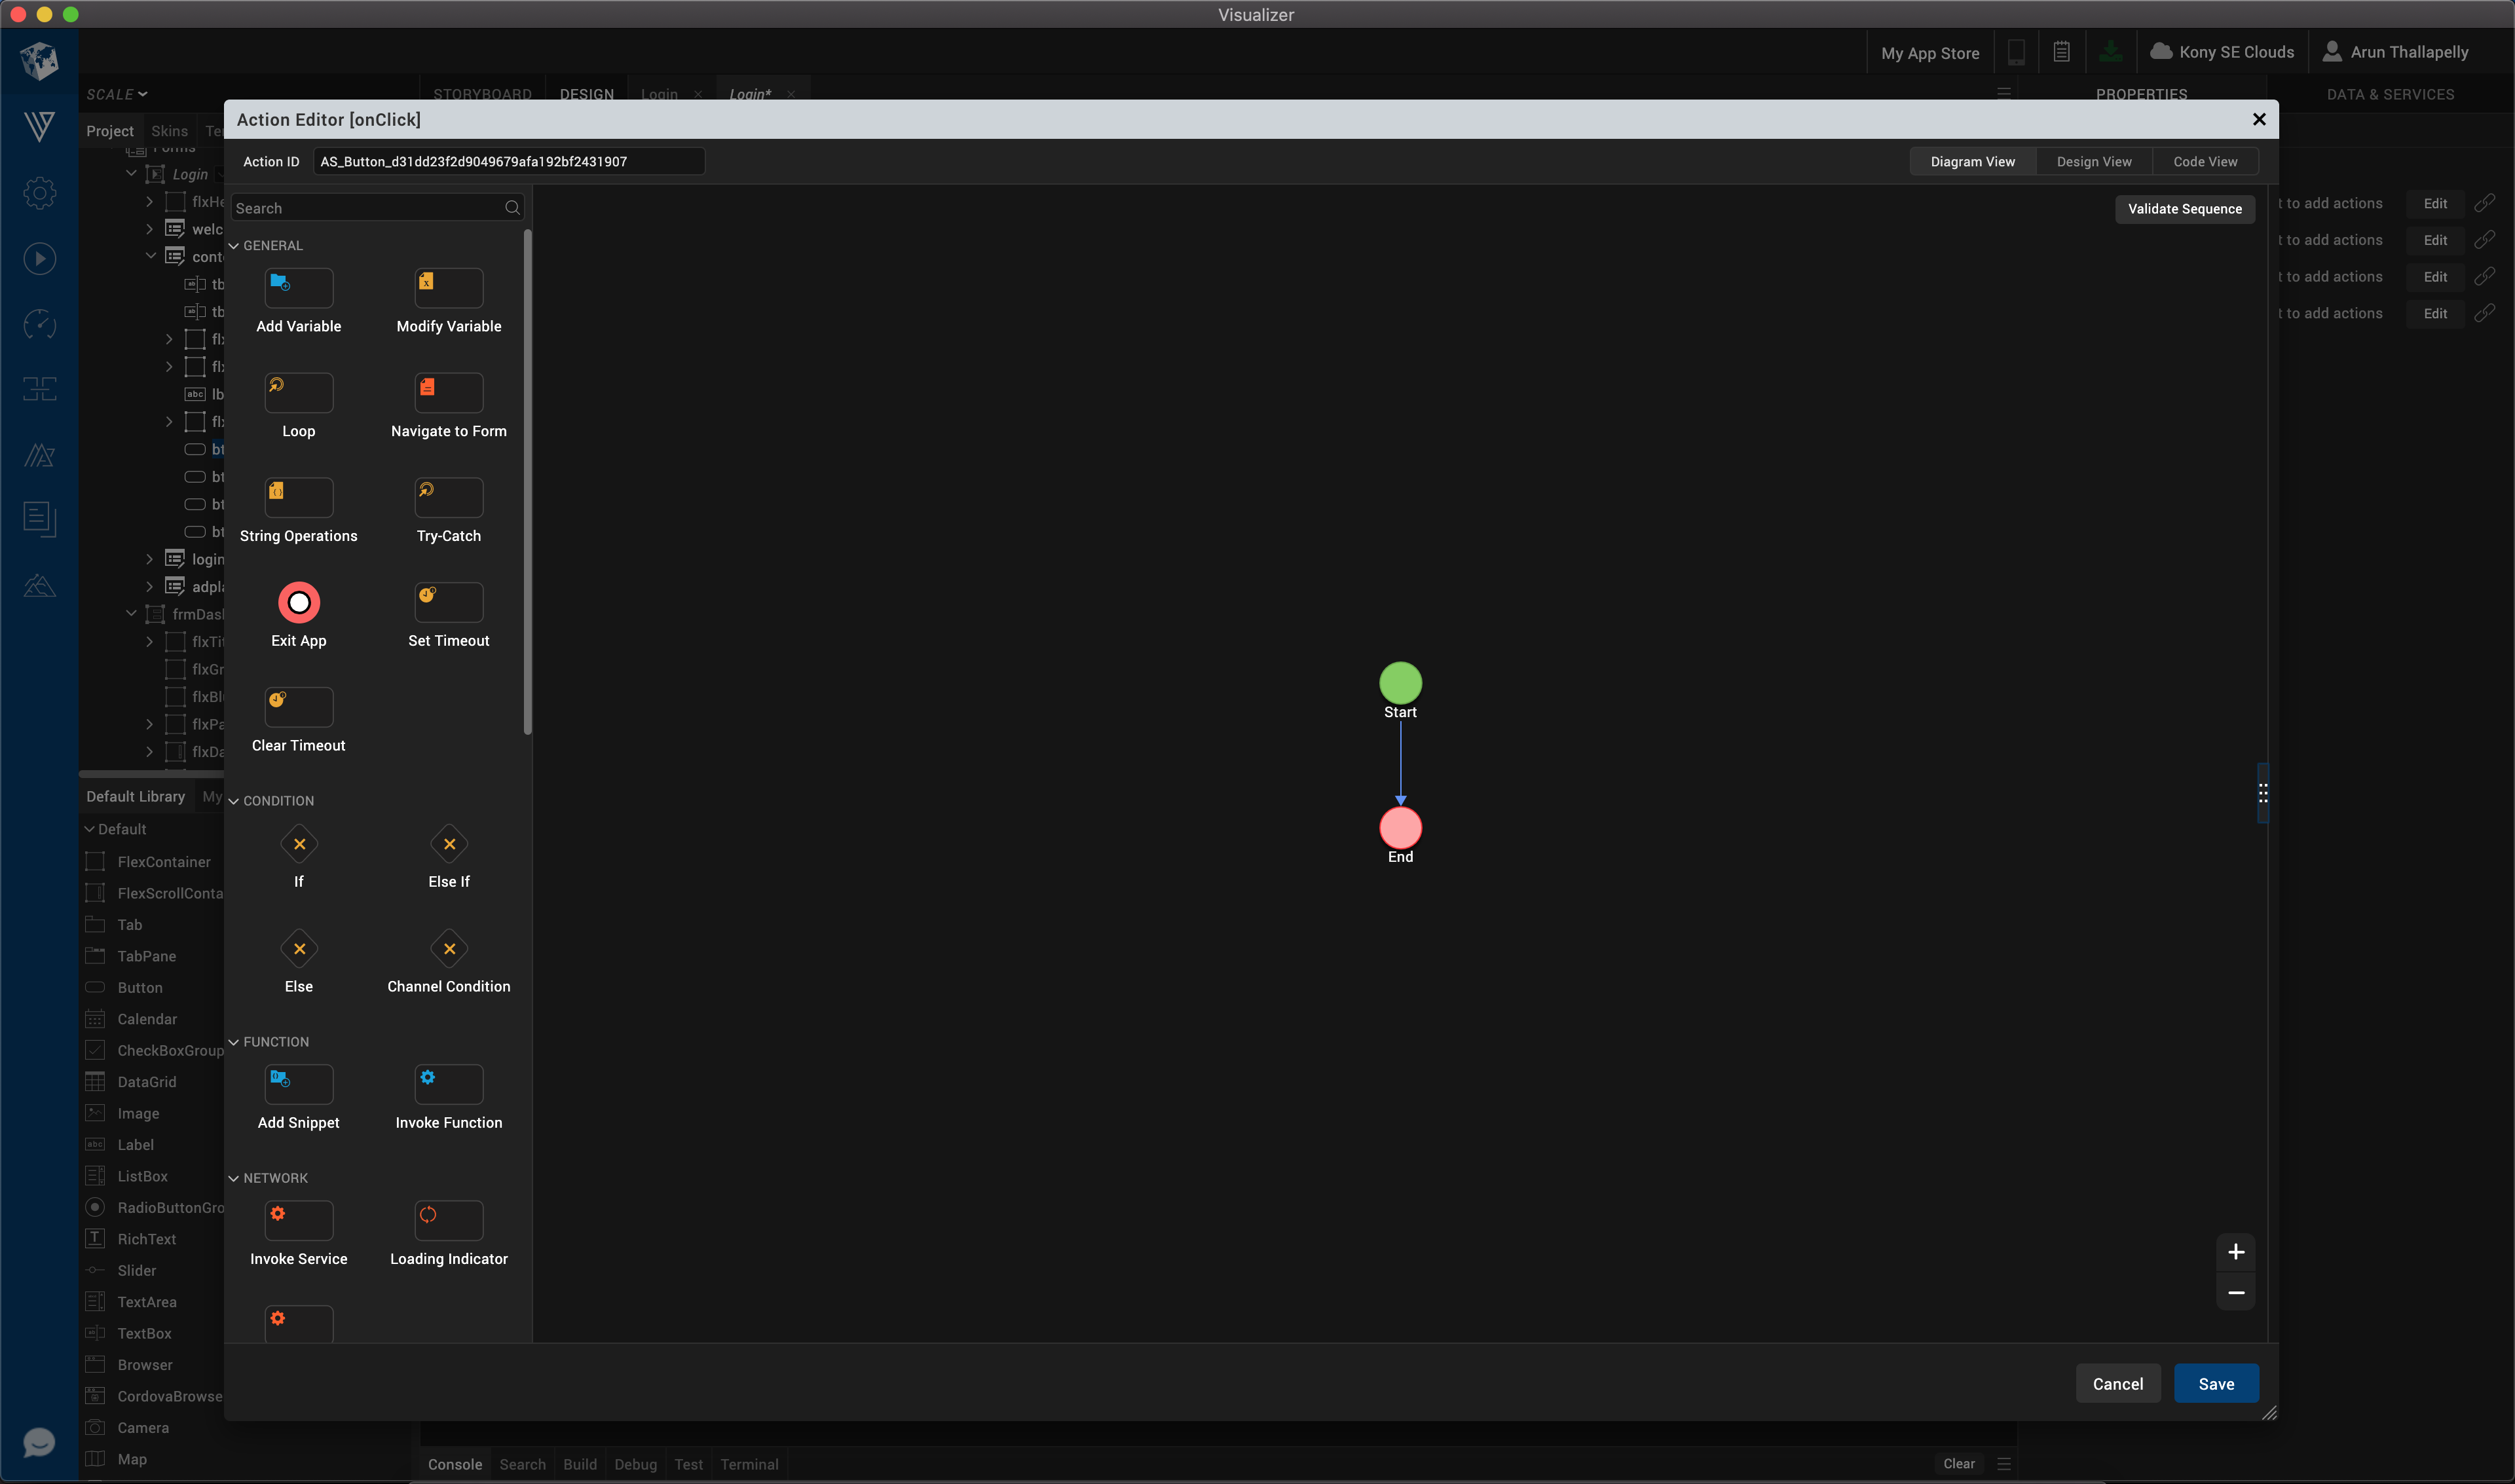 Visualizer
My App Store
Kony SE Clouds
Arun Thallapelly
SCALE
STORYBOARD
DESIGN
Login
Login*
PROPERTIES
DATA & SERVICES
Project
Skins
Action Editor [onClick]
Action ID
AS_Button_d31dd23f2d9049679afa192bf2431907
Diagram View
Design View
Code View
Forms
Login
flxHe
welc
conte
tb
tb
flx
flx
lb
flx
bt
bt
bt
bt
login
adpla
frmDas
flxTit
flxGr
flxBl
flxPa
flxDa
Search
Validate Sequence
GENERAL
Add Variable
Modify Variable
Loop
Navigate to Form
String Operations
Try-Catch
Exit App
Set Timeout
Clear Timeout
CONDITION
If
Else If
Else
Channel Condition
FUNCTION
Add Snippet
Invoke Function
NETWORK
Invoke Service
Loading Indicator
Start
End
t to add actions
Edit
t to add actions
Edit
t to add actions
Edit
t to add actions
Edit
Default Library
My
Default
FlexContainer
FlexScrollConta
Tab
TabPane
Button
Calendar
CheckBoxGroup
DataGrid
Image
Label
ListBox
RadioButtonGro
RichText
Slider
TextArea
TextBox
Browser
CordovaBrowse
Camera
Map
Cancel
Save
Console
Search
Build
Debug
Test
Terminal
Clear